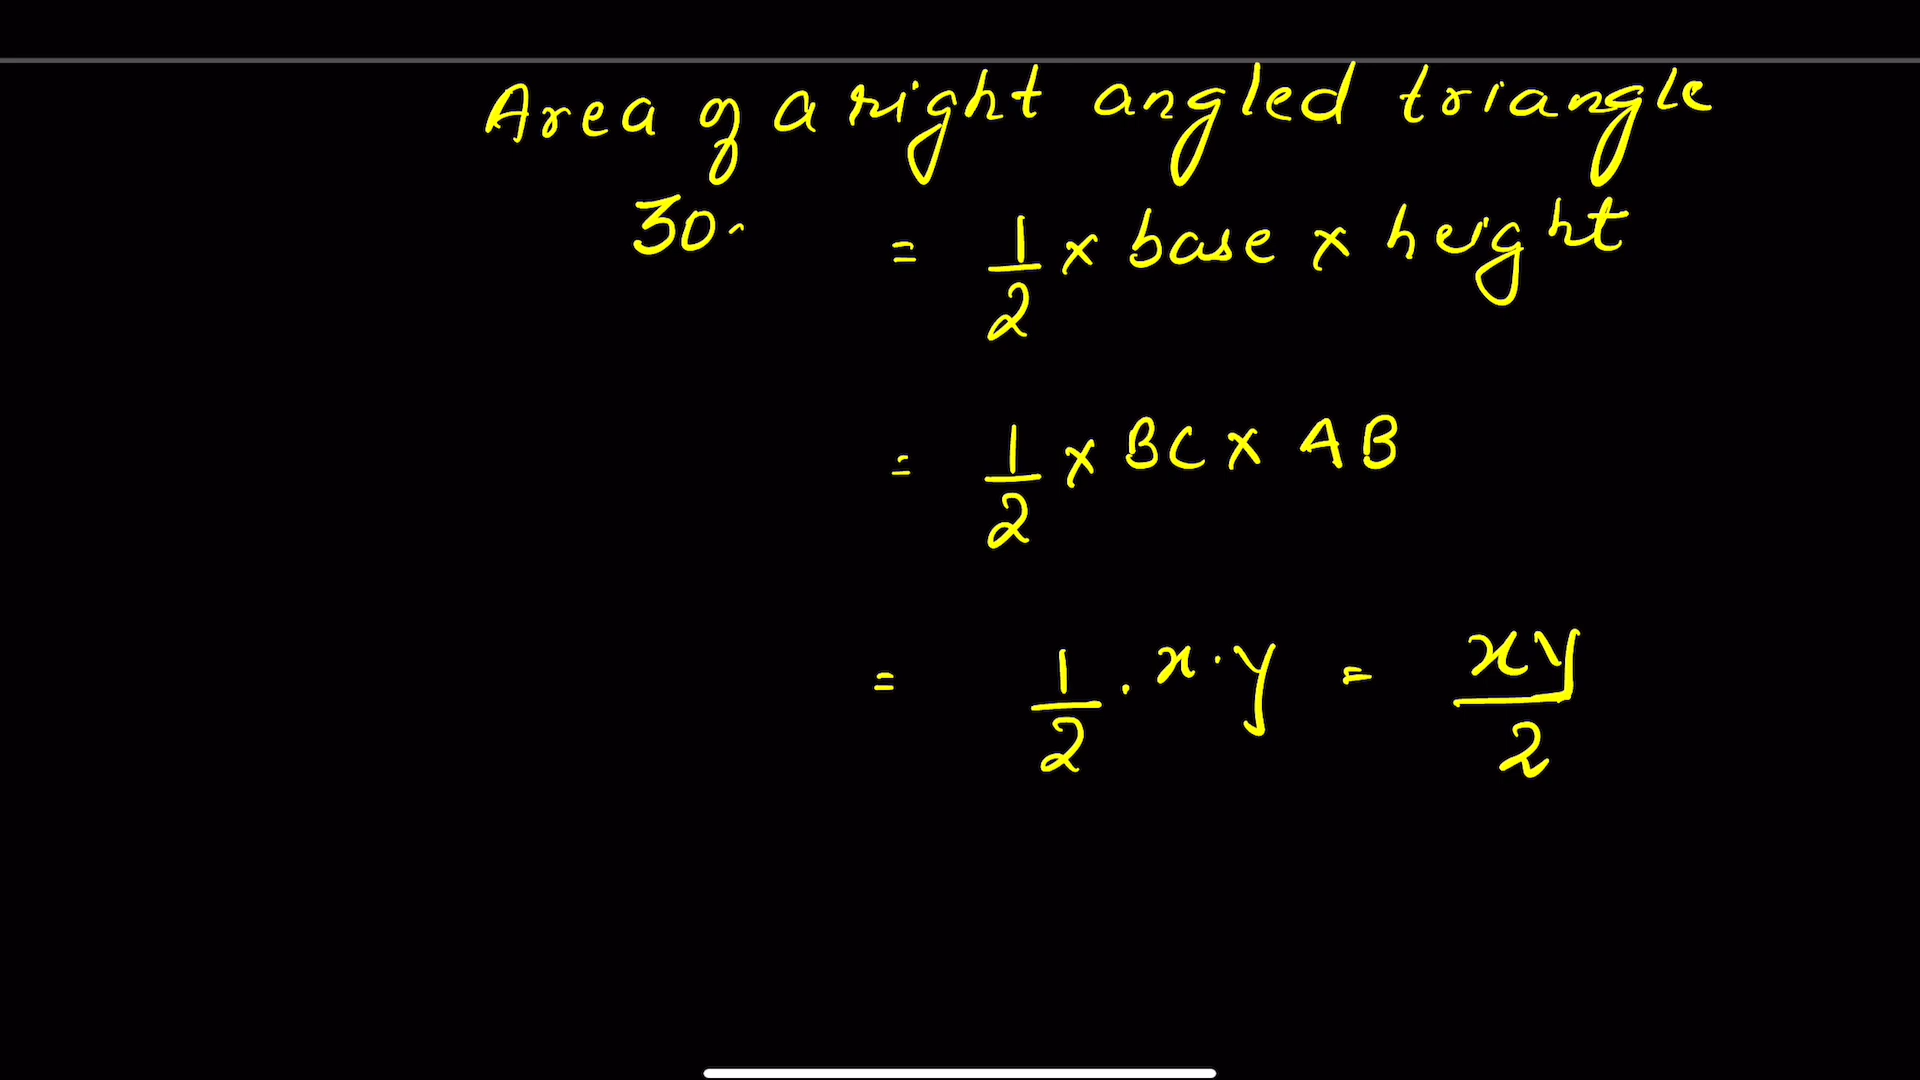 Area of a right angled triangle
30.
= 1/2 x base x height
= 1/2 x BC x AB
= 1/2 . x . y = xy/2